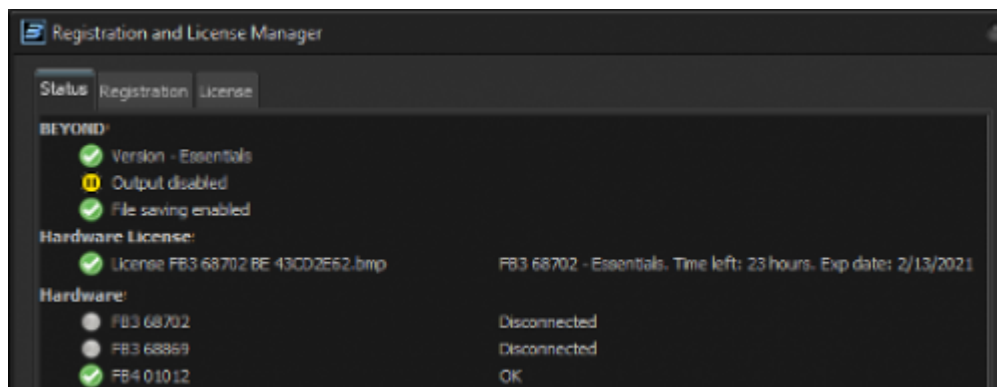 Registration and License Manager
Status Registration License
BEYOND:
Version - Essentials
Output disabled
File saving enabled
Hardware License:
License FB3 68702 BE 43CD2E62.bmp FB3 68702 - Essentials. Time left: 23 hours. Exp date: 2/13/2021
Hardware:
FB3 68702 Disconnected
FB3 68869 Disconnected
FB4 01012 OK